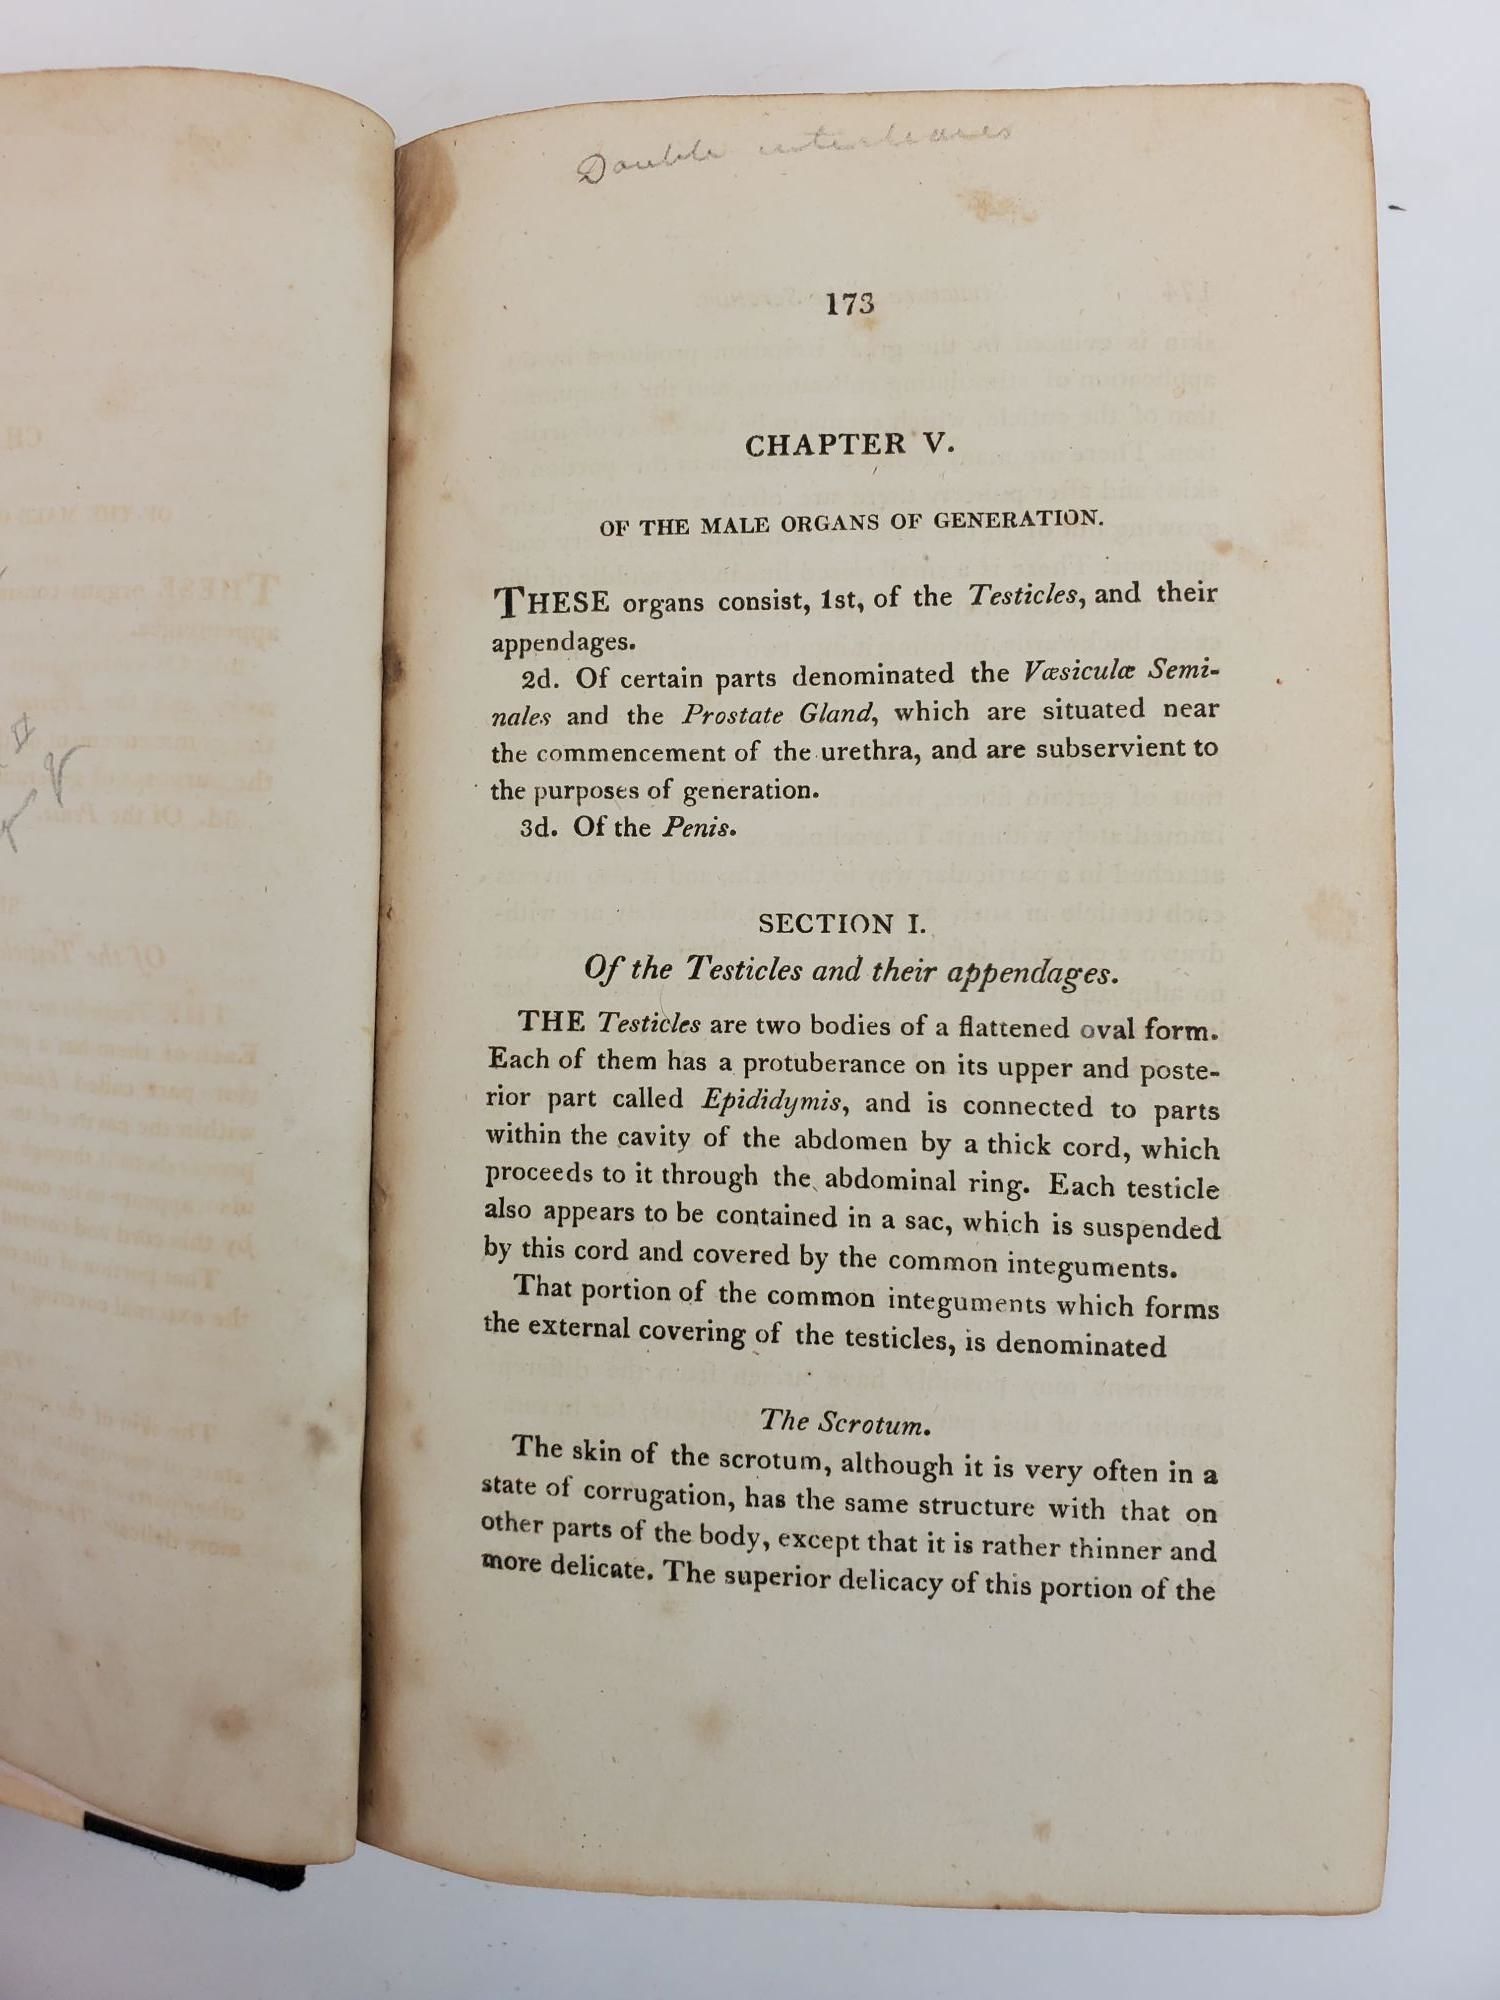 Double interleaves
173
CHAPTER V.
OF THE MALE ORGANS OF GENERATION.
THESE organs consist, 1st, of the Testicles, and their
appendages.
2d. Of certain parts denominated the Væsiculæ Semi-
nales and the Prostate Gland, which are situated near
the commencement of the urethra, and are subservient to
the purposes of generation.
3d. Of the Penis.
SECTION I.
Of the Testicles and their appendages.
THE Testicles are two bodies of a flattened oval form.
Each of them has a protuberance on its upper and poste-
rior part called Epididymis, and is connected to parts
within the cavity of the abdomen by a thick cord, which
proceeds to it through the abdominal ring. Each testicle
also appears to be contained in a sac, which is suspended
by this cord and covered by the common integuments.
That portion of the common integuments which forms
the external covering of the testicles, is denominated
The Scrotum.
The skin of the scrotum, although it is very often in a
state of corrugation, has the same structure with that on
other parts of the body, except that it is rather thinner and
more delicate. The superior delicacy of this portion of the